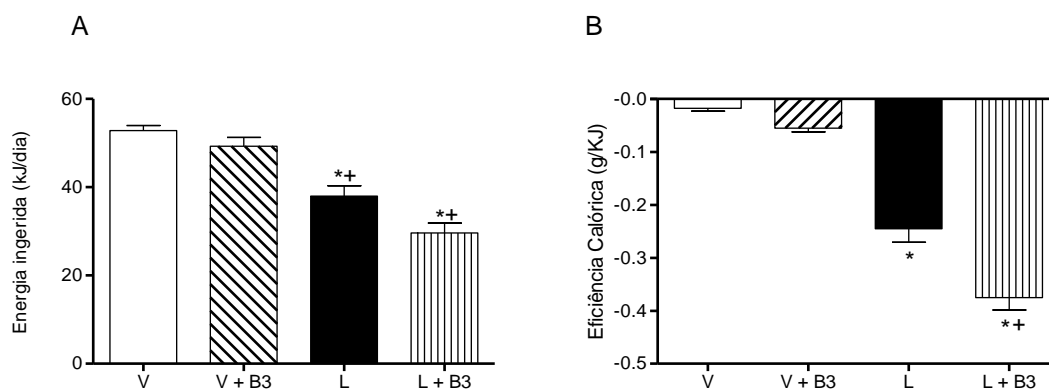 A
Energia ingerida (kJ/dia)
60
40
20
0
*+
*+
V
V + B3
L
L + B3
B
Eficiência Calórica (g/KJ)
-0.0
-0.1
-0.2
-0.3
-0.4
-0.5
*
*+
V
V + B3
L
L + B3